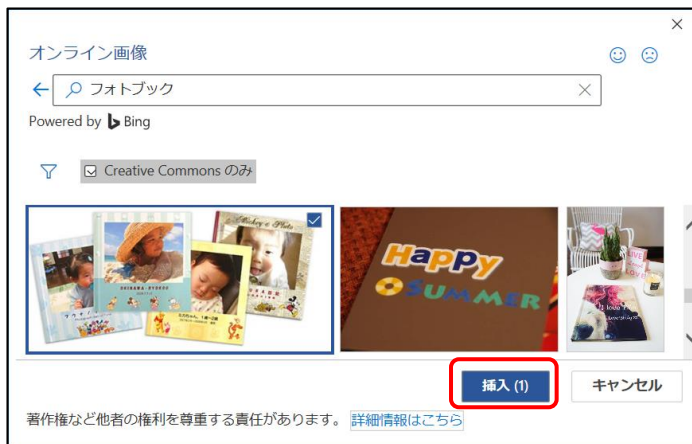 オンライン画像
フォトブック
Powered by Bing
Creative Commons のみ
Mickey
Photo
Happy
SUMMER
挿入 (1)
キャンセル
著作権など他者の権利を尊重する責任があります。 詳細情報はこちら